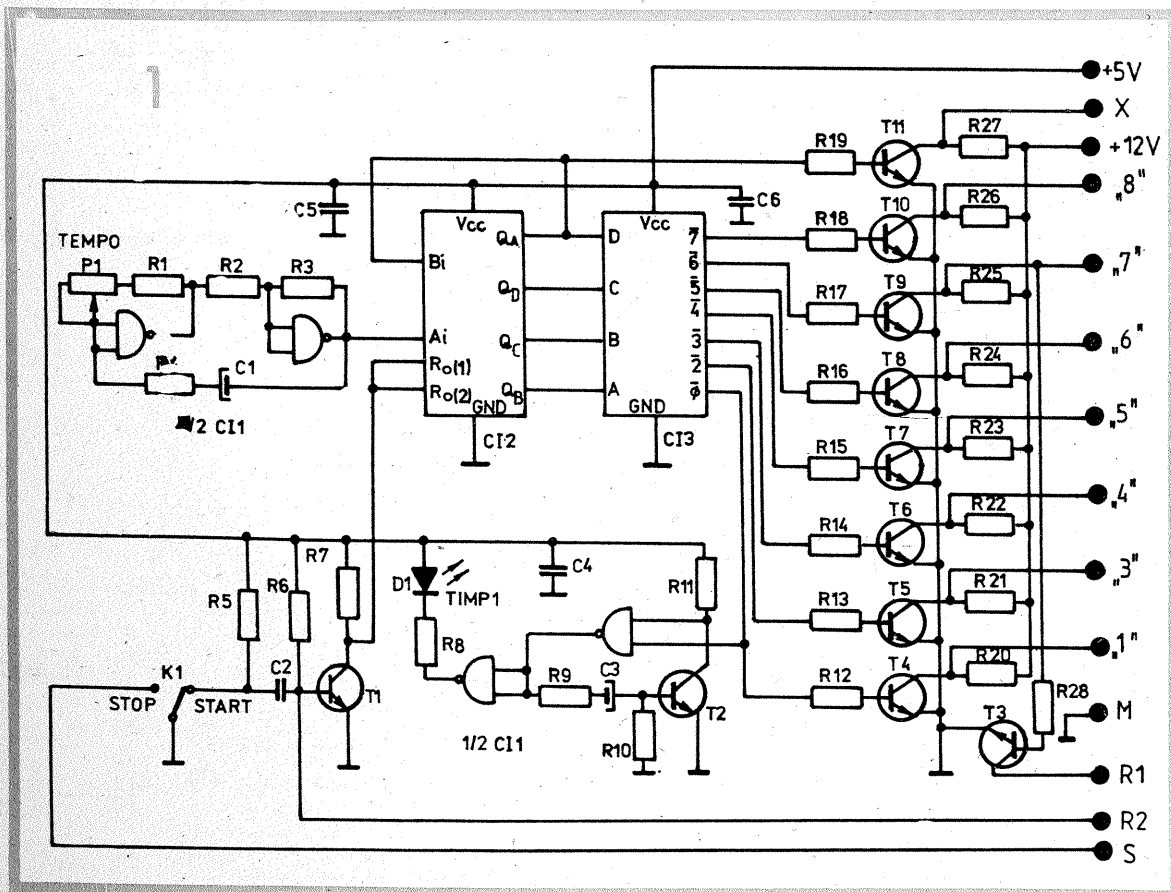 1
+5V
X
+12V
„8"
„7"
„6"
„5"
„4"
„3"
„1"
M
R1
R2
S
T11
R27
R19
T10
R26
R18
T9
R25
R17
T8
R24
R16
T7
R23
R15
T6
R22
R14
T5
R21
R13
T4
R20
R12
T3
R28
C5
C6
Vcc
QA
Bi
QD
QC
Ai
Ro(1)
Ro(2)
QB
GND
CI2
D
Vcc
7
6
C
5
4
B
3
2
A
ϕ
GND
CI3
TEMPO
P1
R1
R2
R3
C1
/2 CI1
R5
R6
R7
D1
TIMP1
C4
R11
R8
K1
STOP
START
C2
T1
R9
C3
T2
R10
1/2 CI1